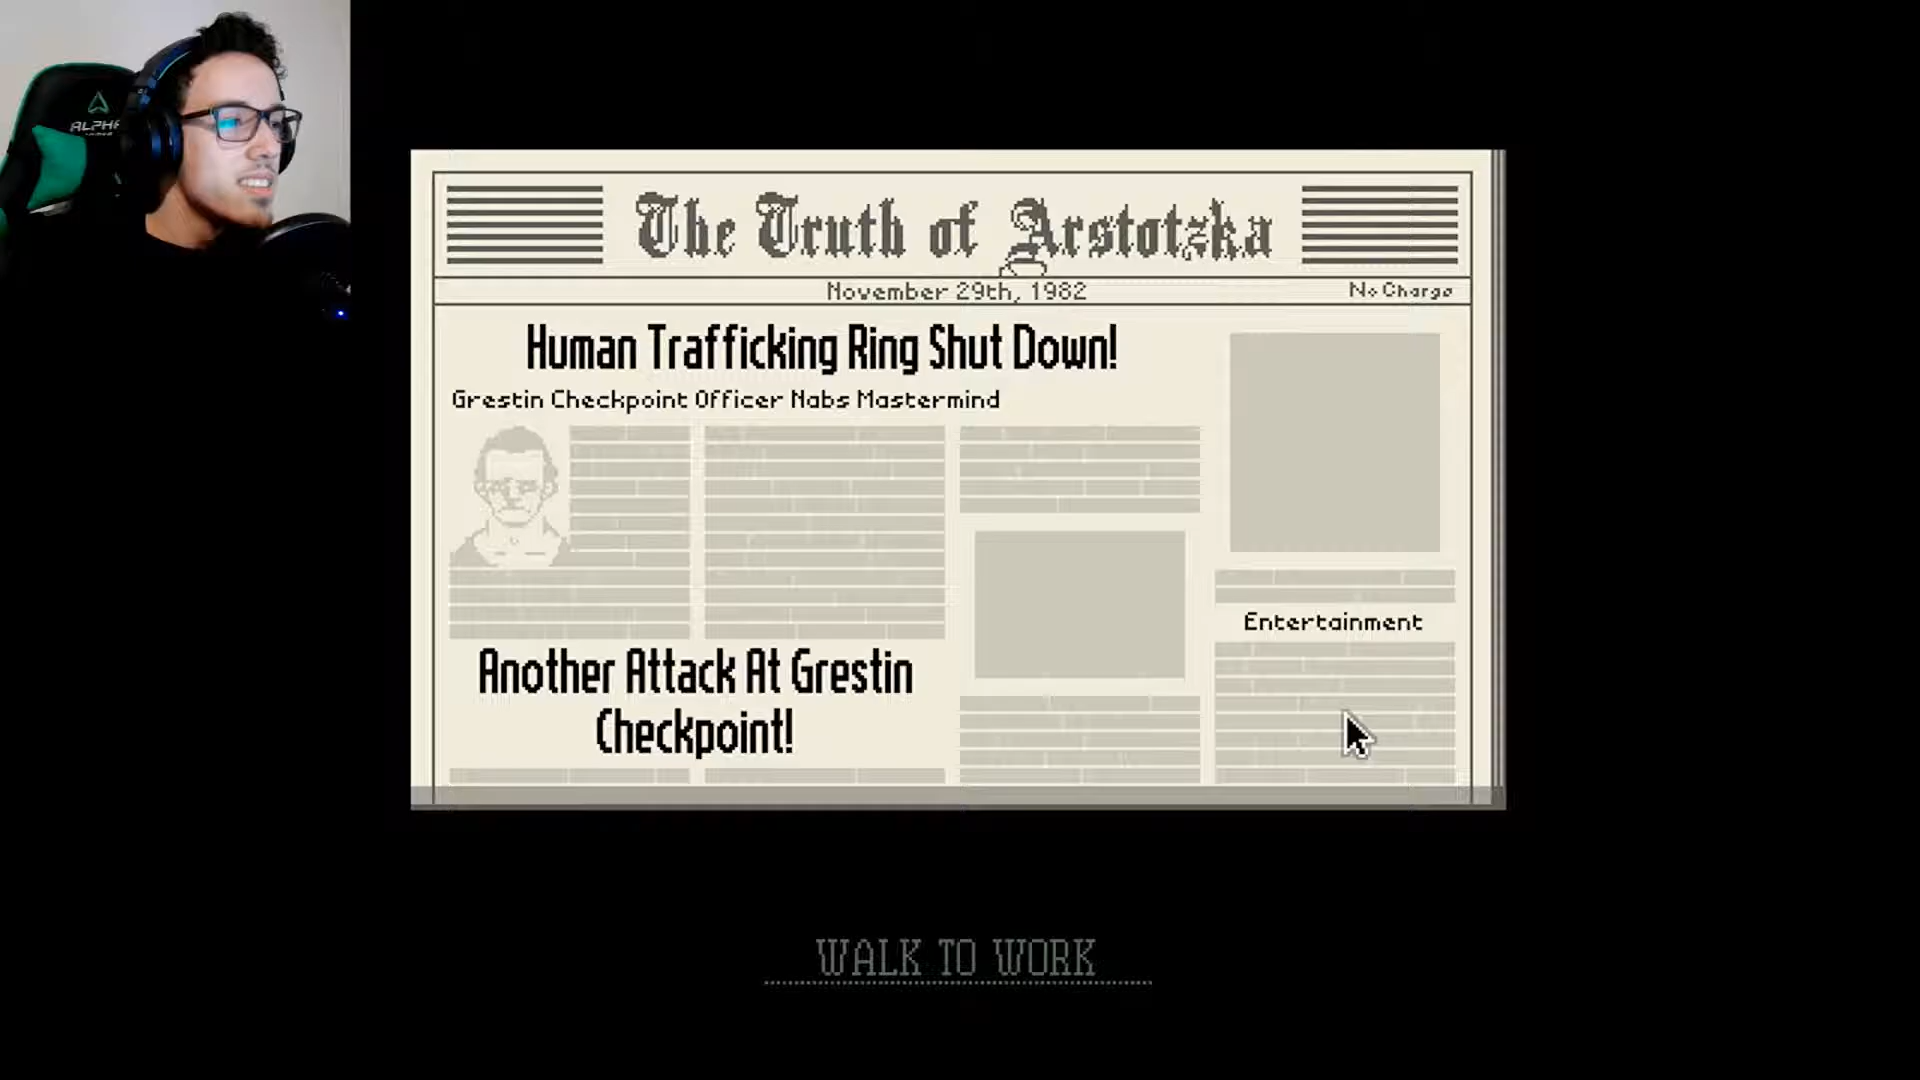 ALPHA
The Truth of Arstotzka
November 29th, 1982
No Charge
Human Trafficking Ring Shut Down!
Grestin Checkpoint Officer Nabs Mastermind
Another Attack At Grestin
Checkpoint!
Entertainment
WALK TO WORK